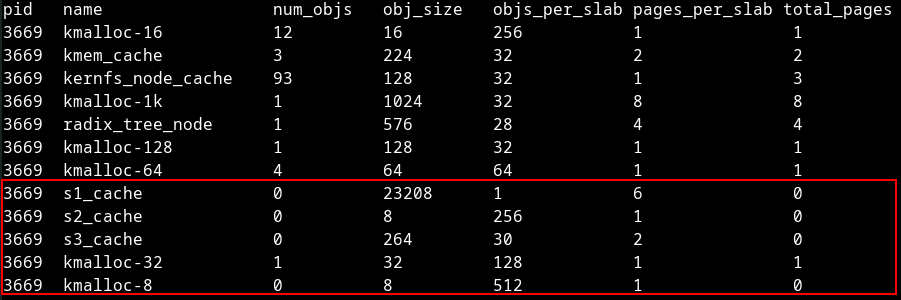 pid name num_objs obj_size objs_per_slab pages_per_slab total_pages
3669 kmalloc-16 12 16 256 1 1
3669 kmem_cache 3 224 32 2 2
3669 kernfs_node_cache 93 128 32 1 3
3669 kmalloc-1k 1 1024 32 8 8
3669 radix_tree_node 1 576 28 4 4
3669 kmalloc-128 1 128 32 1 1
3669 kmalloc-64 4 64 64 1 1
3669 s1_cache 0 23208 1 6 0
3669 s2_cache 0 8 256 1 0
3669 s3_cache 0 264 30 2 0
3669 kmalloc-32 1 32 128 1 1
3669 kmalloc-8 0 8 512 1 0